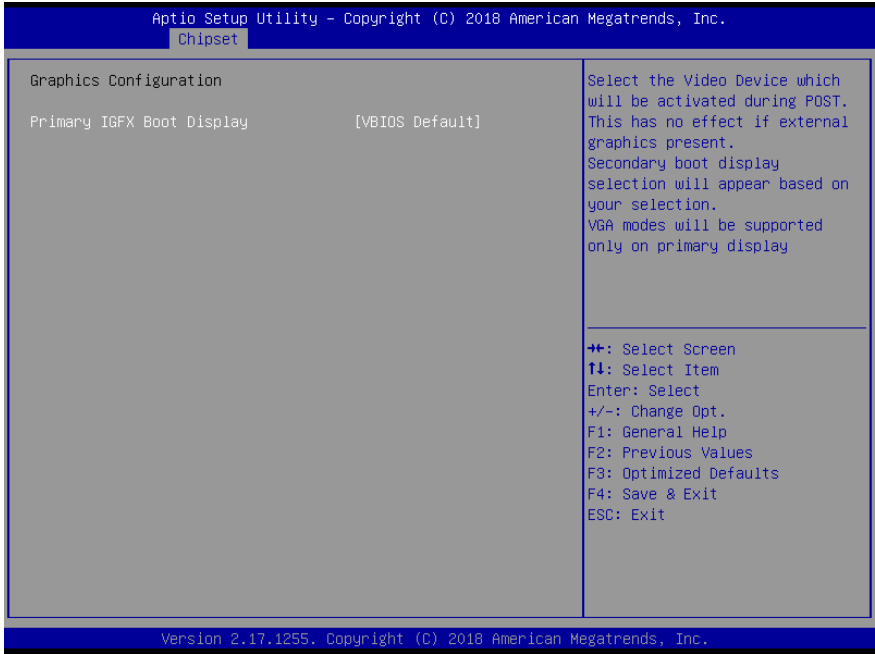 Aptio Setup Utility – Copyright (C) 2018 American Megatrends, Inc.
Chipset
Graphics Configuration
Primary IGFX Boot Display [VBIOS Default]
Select the Video Device which
will be activated during POST.
This has no effect if external
graphics present.
Secondary boot display
selection will appear based on
your selection.
VGA modes will be supported
only on primary display
→←: Select Screen
↑↓: Select Item
Enter: Select
+/-: Change Opt.
F1: General Help
F2: Previous Values
F3: Optimized Defaults
F4: Save & Exit
ESC: Exit
Version 2.17.1255. Copyright (C) 2018 American Megatrends, Inc.